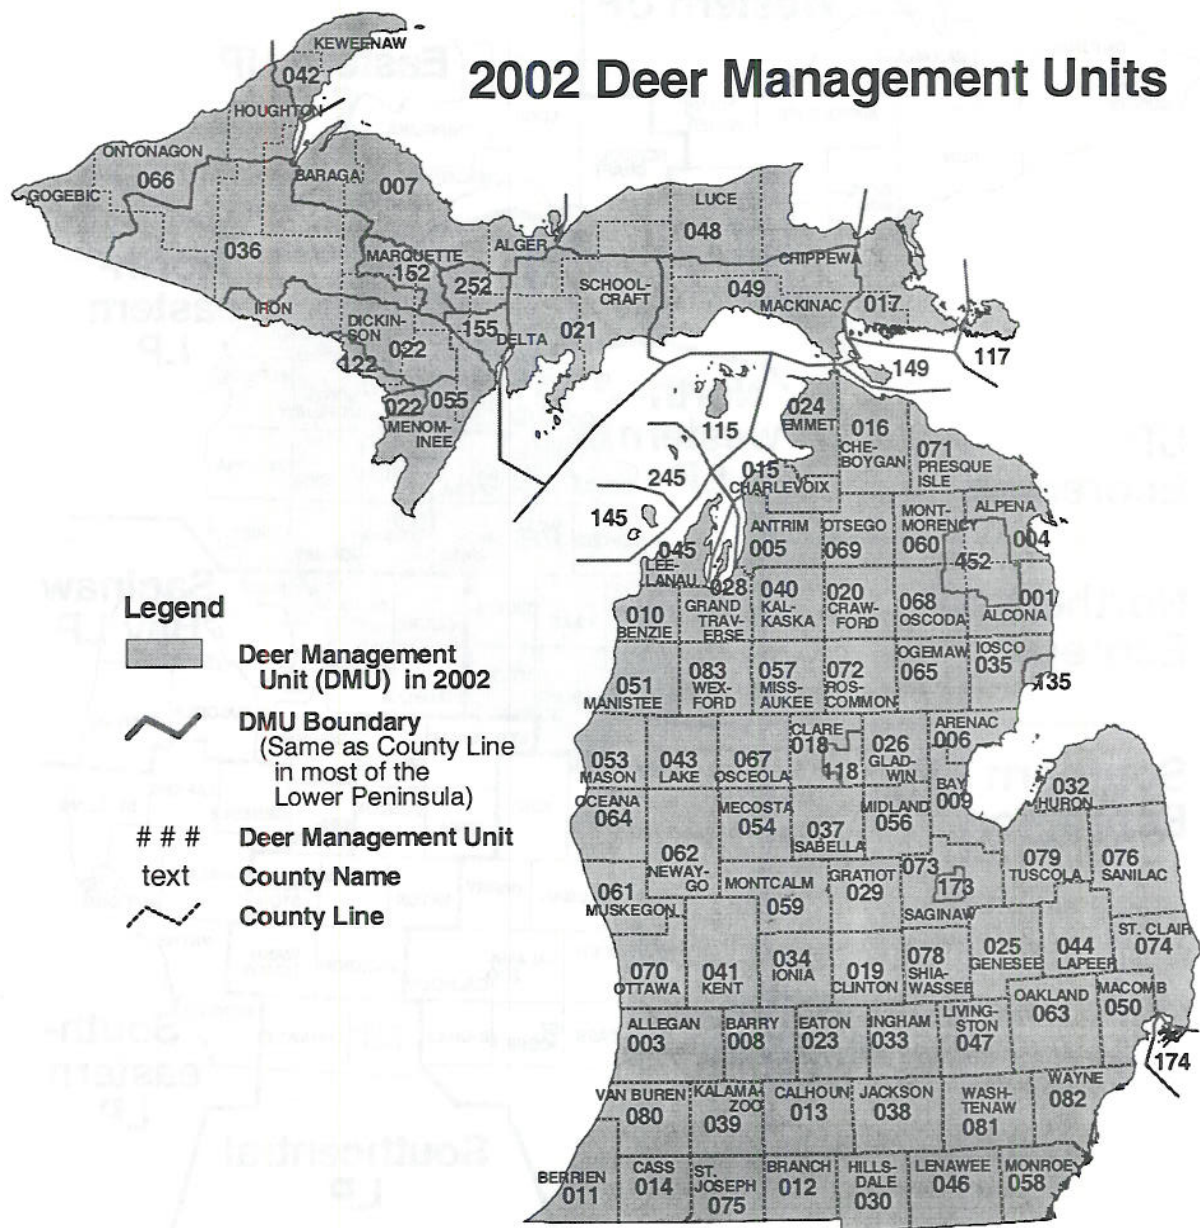 2002 Deer Management Units
KEWEENAW
042
HOUGHTON
ONTONAGON
066
GOGEBIC
BARAGA
007
036
MARQUETTE
152
252
ALGER
LUCE
048
CHIPPEWA
SCHOOL-
CRAFT
049
MACKINAC
017
IRON
DICKIN-
SON
022
122
155
DELTA
021
022
055
MENOM-
INEE
149
117
115
245
145
024
EMMET
016
CHE-
BOYGAN
071
PRESQUE
ISLE
015
CHARLEVOIX
ANTRIM
005
OTSEGO
069
MONT-
MORENCY
060
ALPENA
004
452
045
LEE-
LANAU
028
GRAND
TRAV-
ERSE
010
BENZIE
040
KAL-
KASKA
020
CRAW-
FORD
068
OSCODA
001
ALCONA
051
MANISTEE
083
WEX-
FORD
057
MISS-
AUKEE
072
ROS-
COMMON
OGEMAW
065
IOSCO
035
135
053
MASON
043
LAKE
067
OSCEOLA
CLARE
018
118
026
GLAD-
WIN
ARENAC
006
OCEANA
064
062
NEWAY-
GO
MECOSTA
054
037
ISABELLA
MIDLAND
056
BAY
009
032
HURON
061
MUSKEGON
MONTCALM
059
GRATIOT
029
073
173
SAGINAW
079
TUSCOLA
076
SANILAC
070
OTTAWA
041
KENT
034
IONIA
019
CLINTON
078
SHIA-
WASSEE
025
GENESEE
044
LAPEER
ST. CLAIR
074
ALLEGAN
003
BARRY
008
EATON
023
INGHAM
033
LIVING-
STON
047
OAKLAND
063
MACOMB
050
174
VAN BUREN
080
KALAMA-
ZOO
039
CALHOUN
013
JACKSON
038
WASH-
TENAW
081
WAYNE
082
BERRIEN
011
CASS
014
ST.
JOSEPH
075
BRANCH
012
HILLS-
DALE
030
LENAWEE
046
MONROE
058
Legend
Deer Management
Unit (DMU) in 2002
DMU Boundary
(Same as County Line
in most of the
Lower Peninsula)
# # # Deer Management Unit
text County Name
County Line